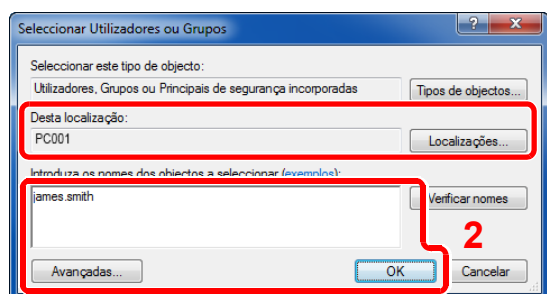 Seleccionar Utilizadores ou Grupos
Seleccionar este tipo de objecto:
Utilizadores, Grupos ou Principais de segurança incorporadas
Tipos de objectos...
Desta localização:
PC001
Localizações...
Introduza os nomes dos objectos a seleccionar (exemplos):
james.smith
Verificar nomes
2
Avançadas...
OK
Cancelar